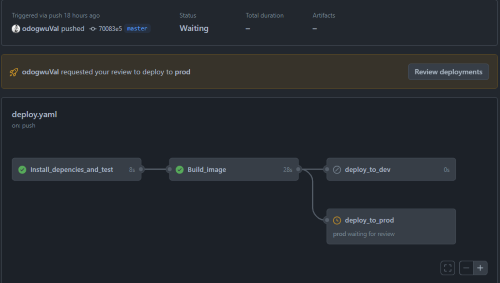 Triggered via push 18 hours ago
Status
Total duration
Artifacts
odogwuVal pushed 70083e5 master
Waiting
–
–
odogwuVal requested your review to deploy to prod
Review deployments
deploy.yaml
on: push
Install_depencies_and_test 8s
Build_image 28s
deploy_to_dev 0s
deploy_to_prod
prod waiting for review